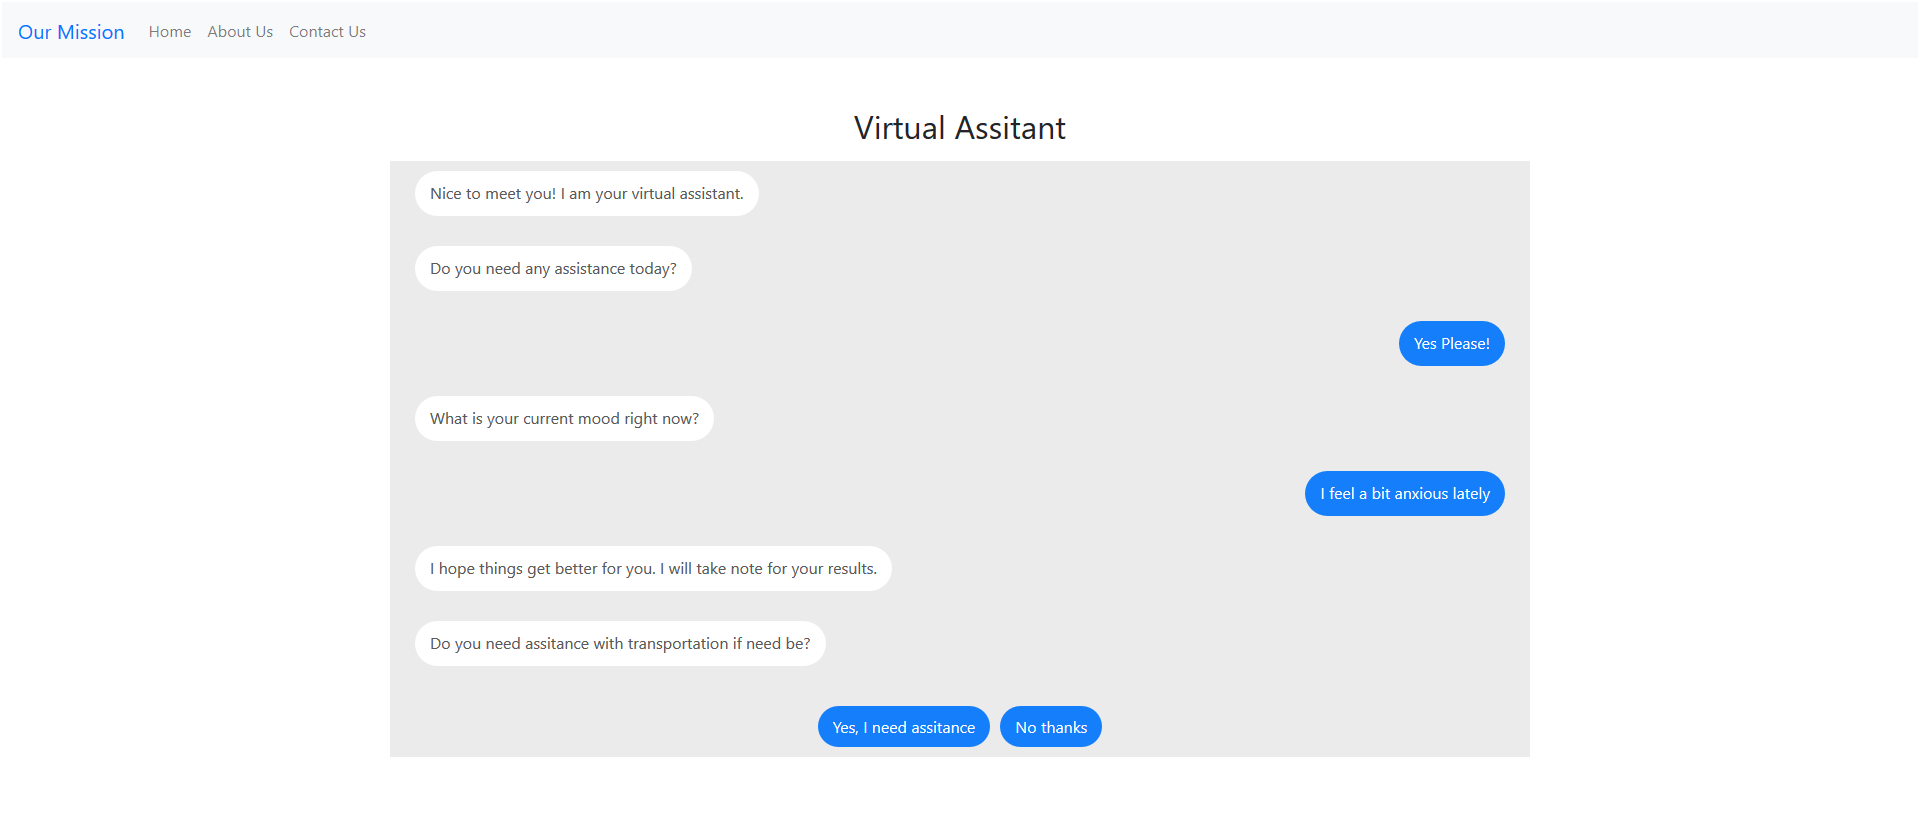 Our Mission Home About Us Contact Us
Virtual Assitant
Nice to meet you! I am your virtual assistant.
Do you need any assistance today?
Yes Please!
What is your current mood right now?
I feel a bit anxious lately
I hope things get better for you. I will take note for your results.
Do you need assitance with transportation if need be?
Yes, I need assitance No thanks